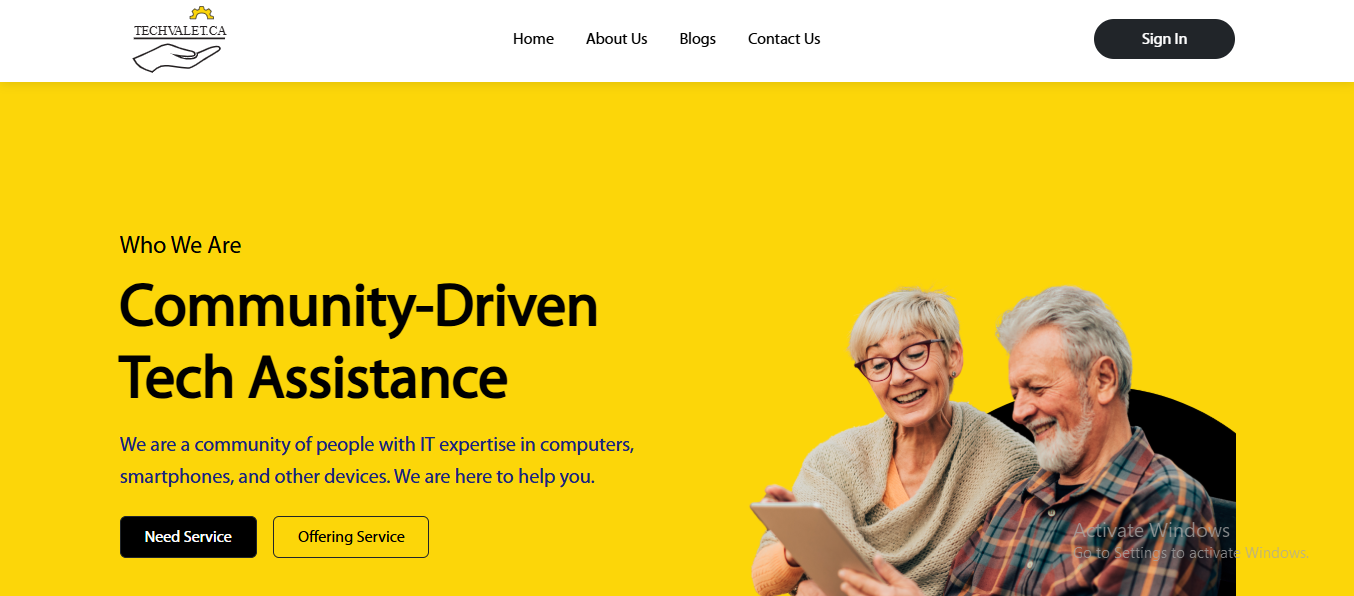 TECHVALET.CA
Home
About Us
Blogs
Contact Us
Sign In
Who We Are
Community-Driven
Tech Assistance
We are a community of people with IT expertise in computers,
smartphones, and other devices. We are here to help you.
Need Service
Offering Service
Activate Windows
Go to Settings to activate Windows.